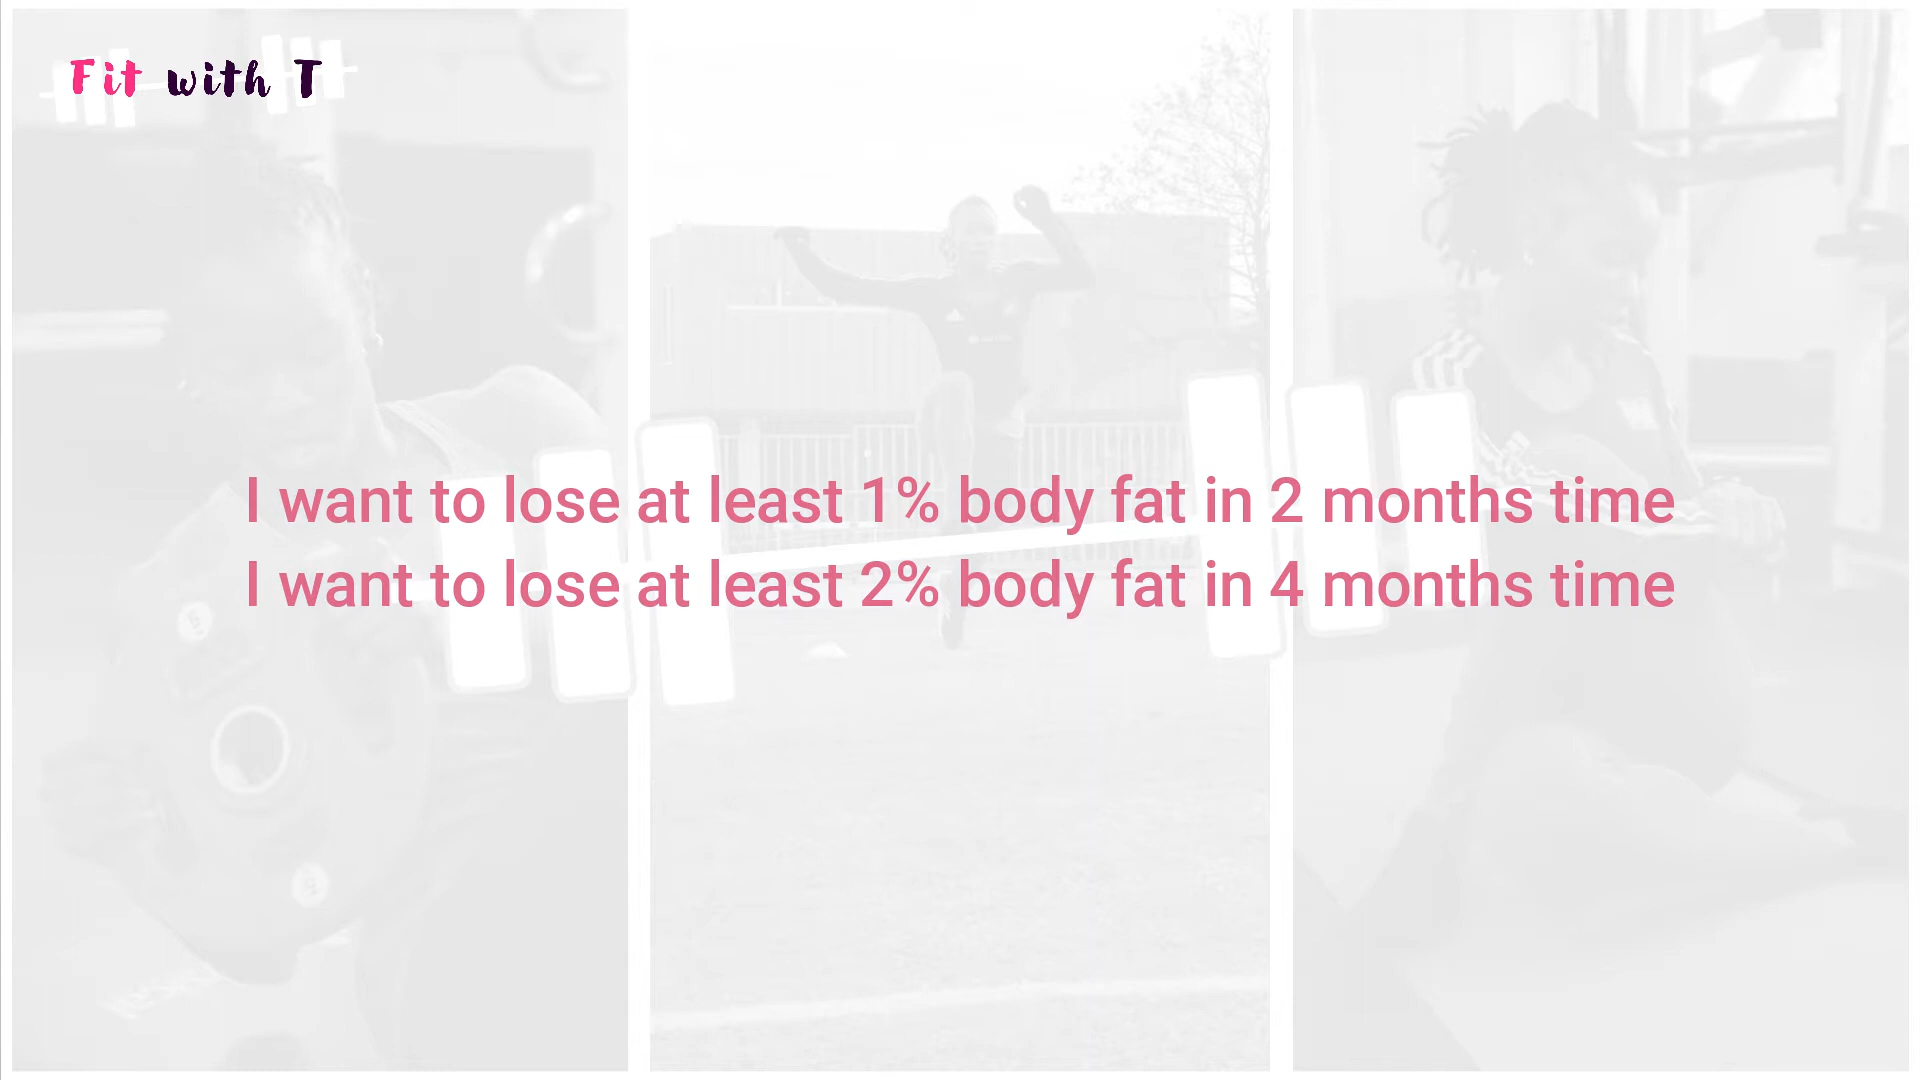 Fit with T
I want to lose at least 1% body fat in 2 months time
I want to lose at least 2% body fat in 4 months time